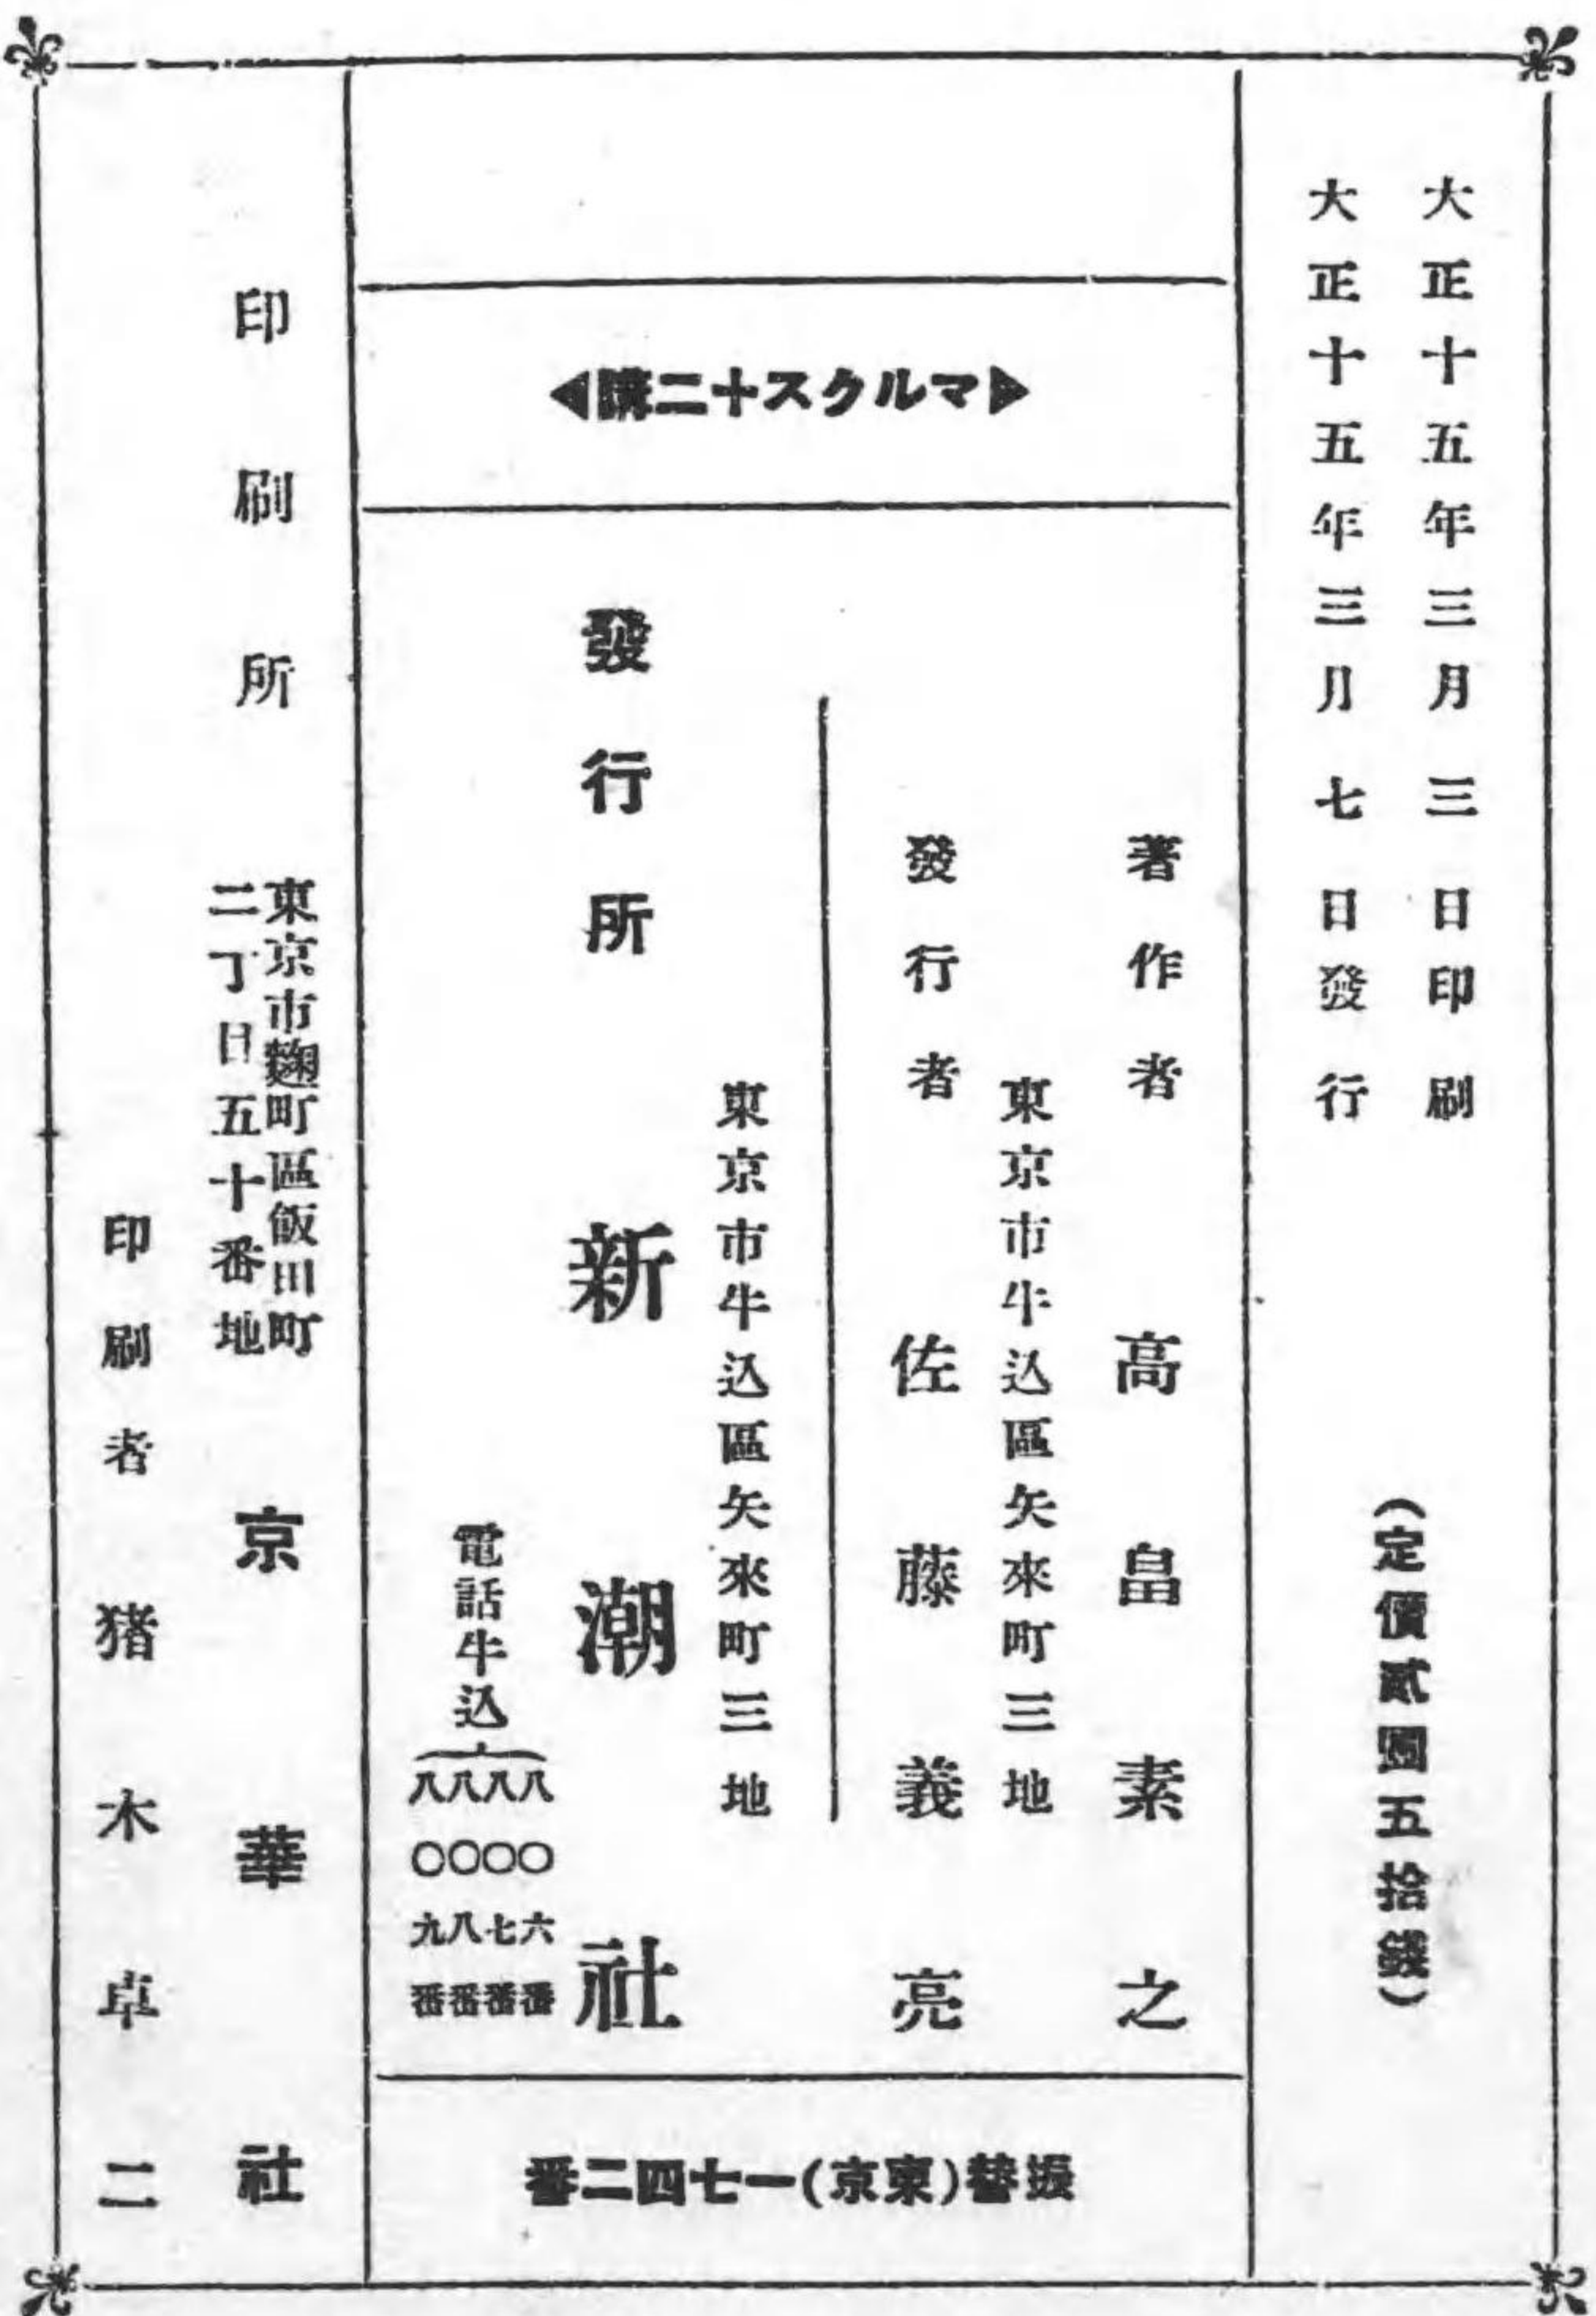 大正十五年三月三日印刷
大正十五年三月七日發行
(定價貳圓五拾錢)
▶マルクス十二講◀
著作者 高畠素之
東京市牛込區矢來町三地
發行者 佐藤義亮
東京市牛込區矢來町三地
發行所 新潮社
電話牛込
八〇六番
八〇七番
八〇八番
八〇九番
振替(東京)一七四二番
印刷所 東京市麴町區飯田町
二丁目五十番地 京華社
印刷者 猪木卓二